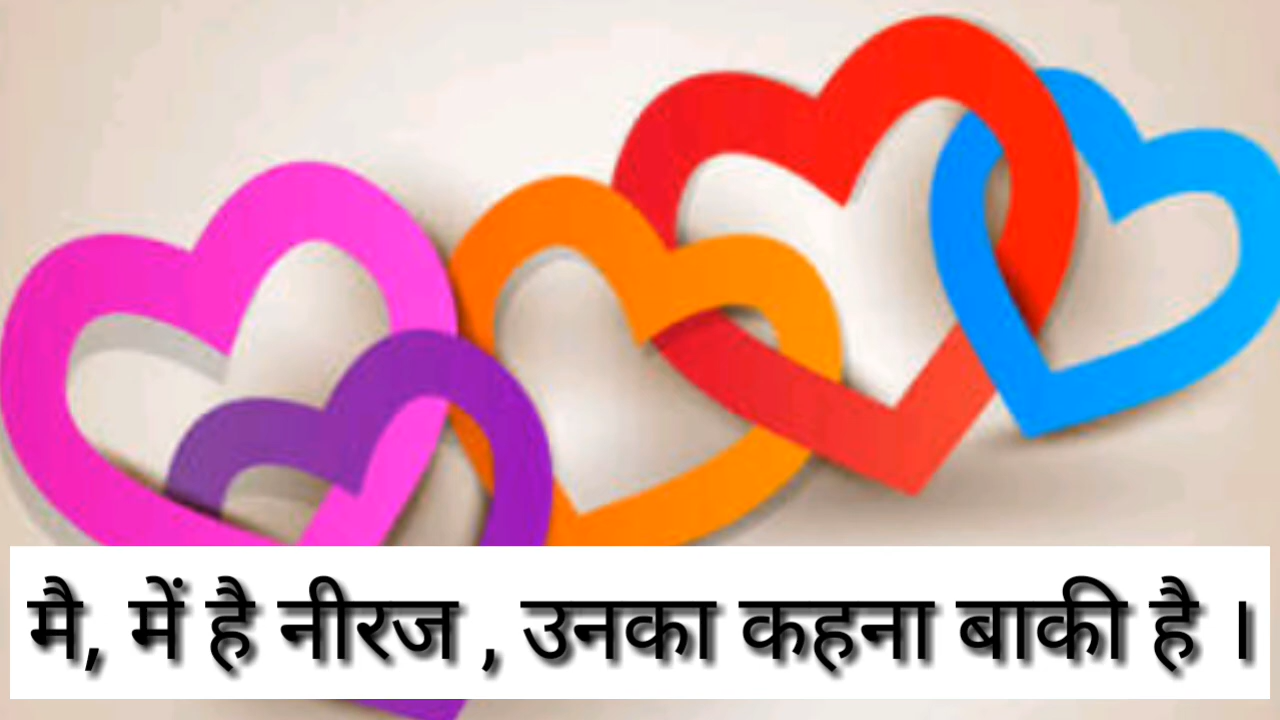 मै, में है नीरज , उनका कहना बाकी है ।